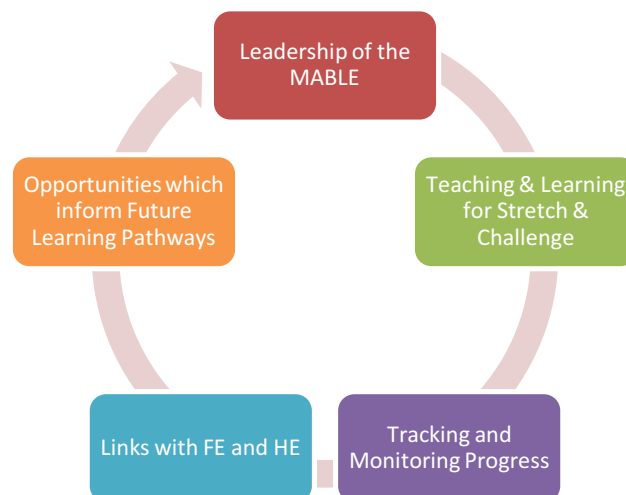 Leadership of the
MABLE
Teaching & Learning
for Stretch &
Challenge
Tracking and
Monitoring Progress
Links with FE and HE
Opportunities which
inform Future
Learning Pathways